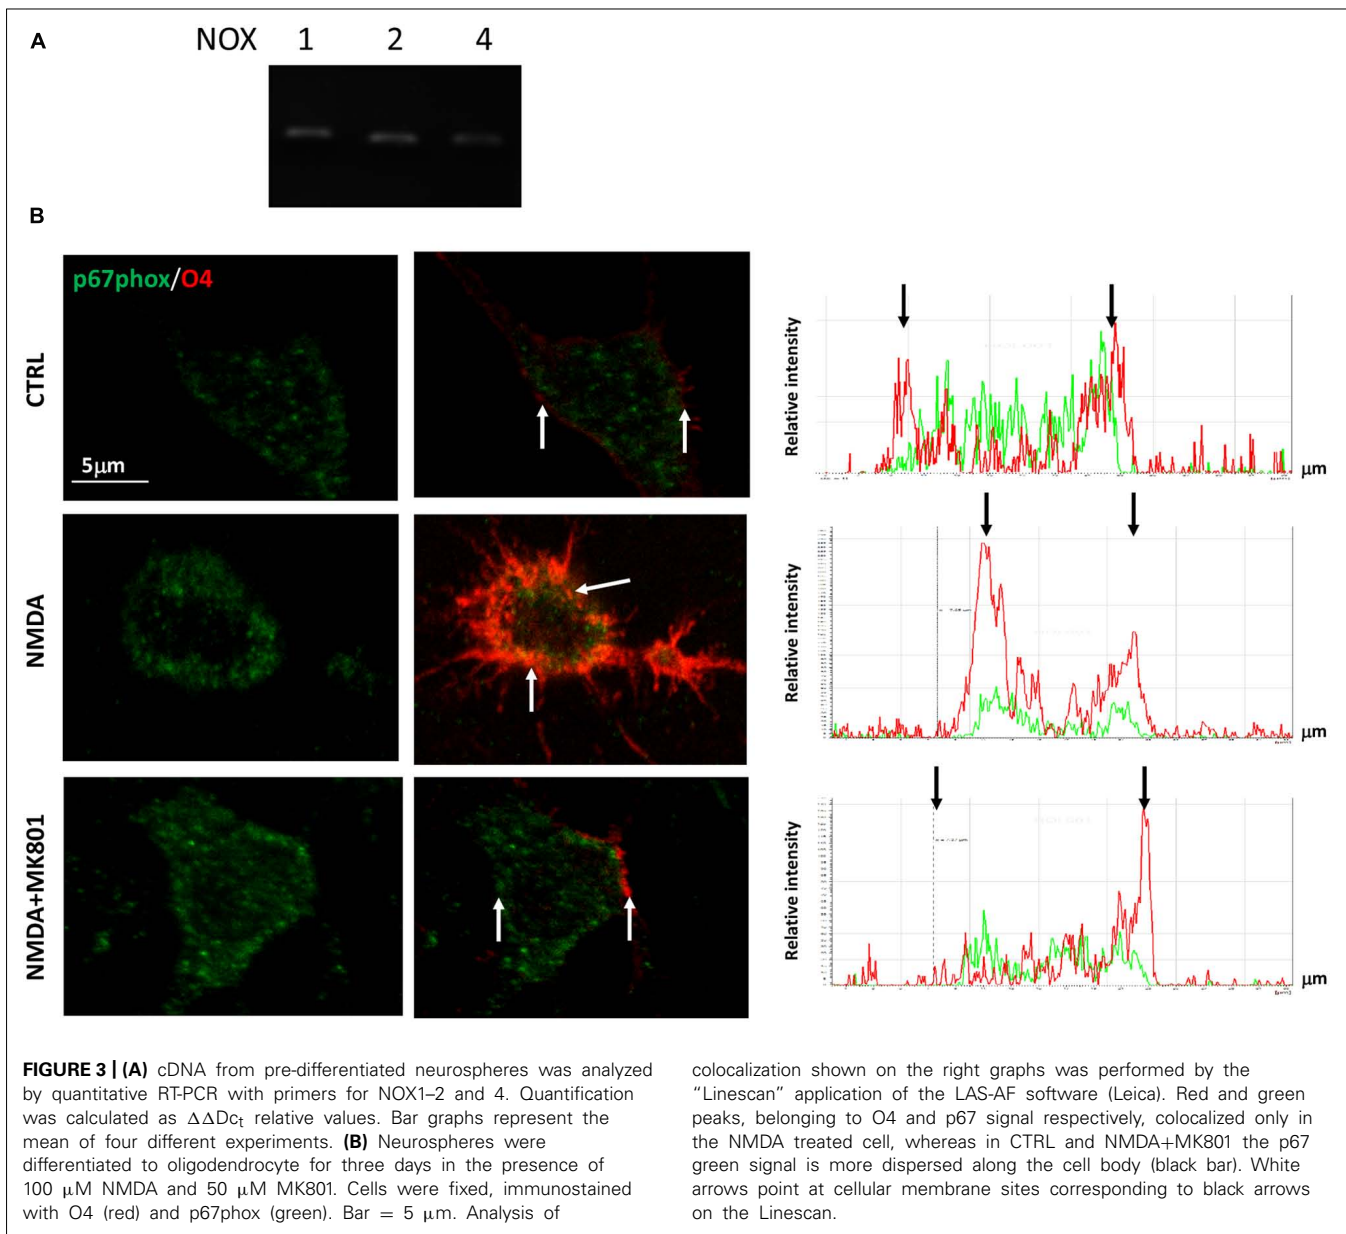 A
NOX 1 2 4
B
p67phox/O4
CTRL
5μm
Relative intensity
μm
NMDA
Relative intensity
μm
NMDA+MK801
Relative intensity
μm
FIGURE 3 | (A) cDNA from pre-differentiated neurospheres was analyzed
by quantitative RT-PCR with primers for NOX1–2 and 4. Quantification
was calculated as ΔΔDct relative values. Bar graphs represent the
mean of four different experiments. (B) Neurospheres were
differentiated to oligodendrocyte for three days in the presence of
100 μM NMDA and 50 μM MK801. Cells were fixed, immunostained
with O4 (red) and p67phox (green). Bar = 5 μm. Analysis of
colocalization shown on the right graphs was performed by the
“Linescan” application of the LAS-AF software (Leica). Red and green
peaks, belonging to O4 and p67 signal respectively, colocalized only in
the NMDA treated cell, whereas in CTRL and NMDA+MK801 the p67
green signal is more dispersed along the cell body (black bar). White
arrows point at cellular membrane sites corresponding to black arrows
on the Linescan.